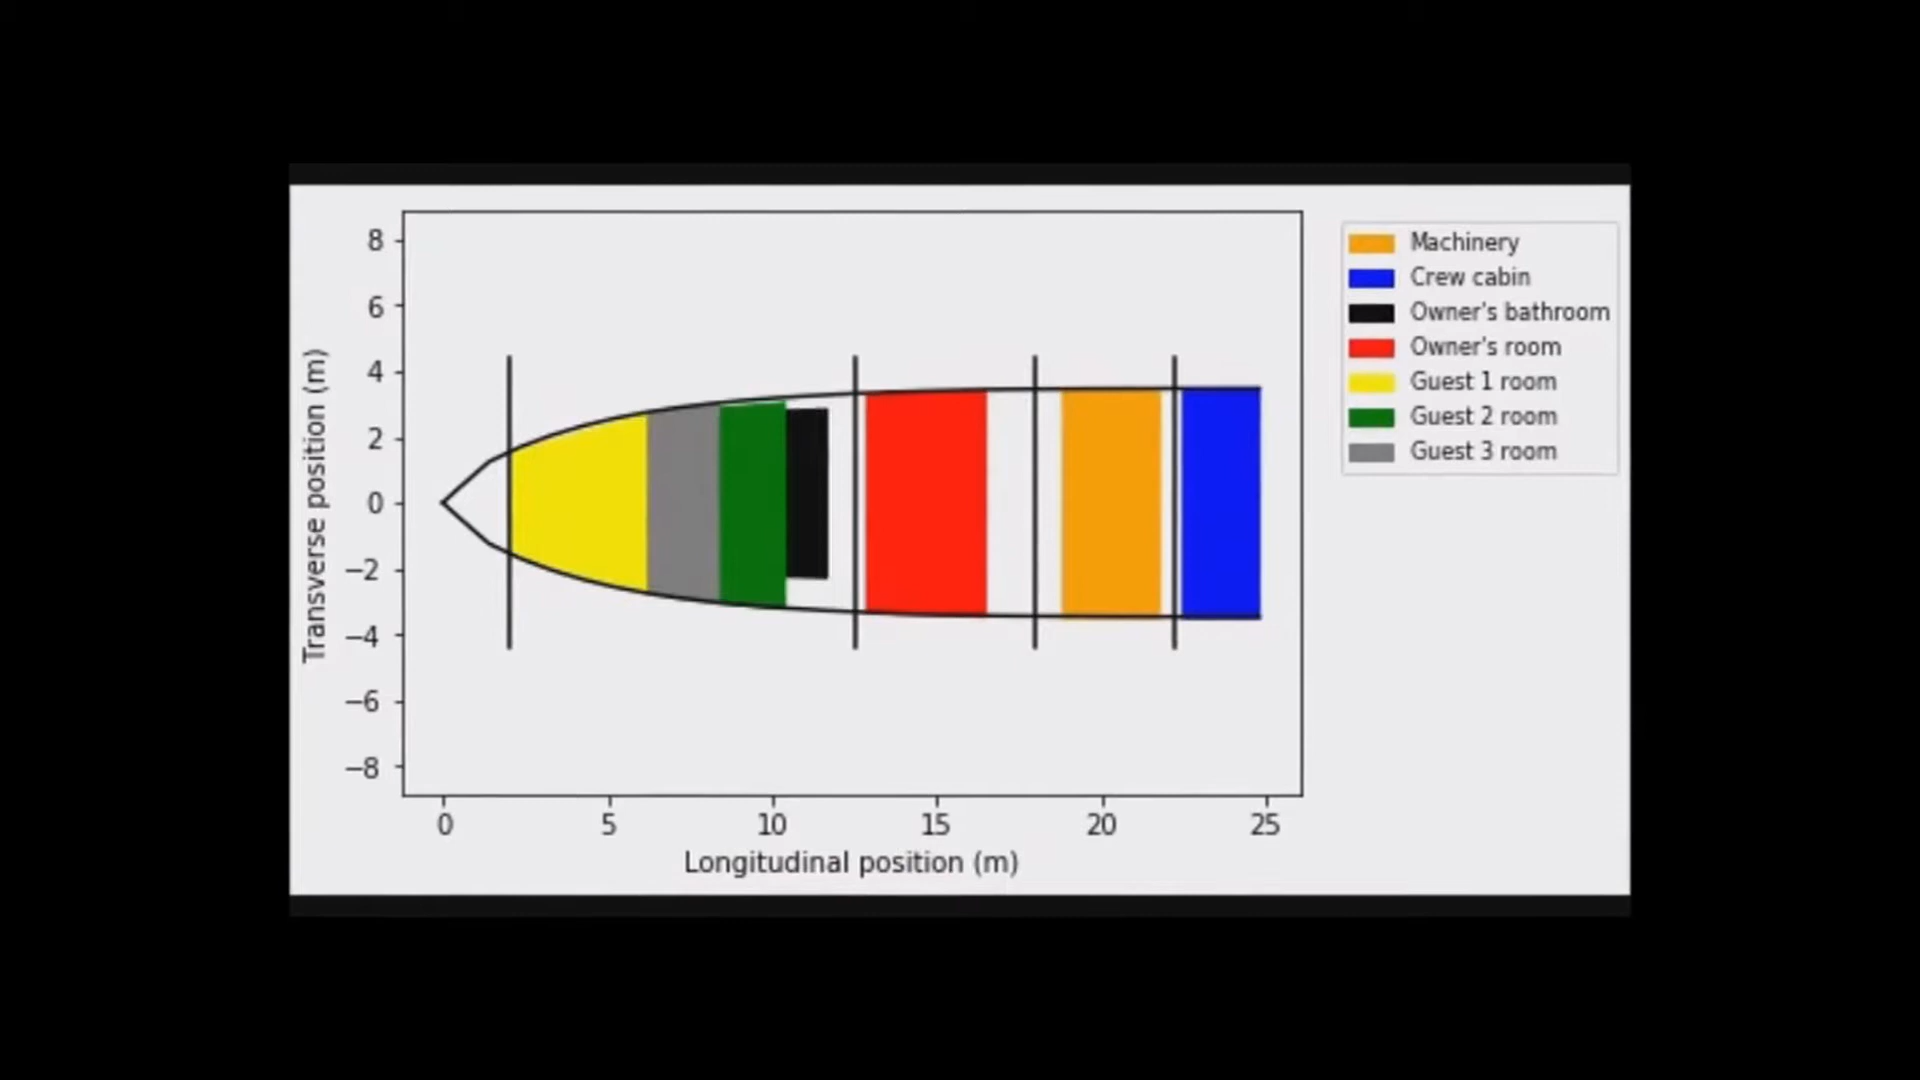 8
6
4
2
0
−2
−4
−6
−8
Transverse position (m)
0 5 10 15 20 25
Longitudinal position (m)
Machinery
Crew cabin
Owner's bathroom
Owner's room
Guest 1 room
Guest 2 room
Guest 3 room